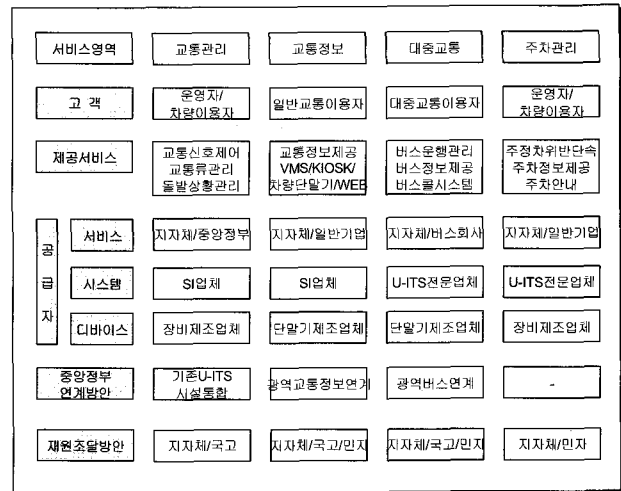 서비스영역 교통관리 교통정보 대중교통 주차관리
고 객 운영자/ 차량이용자 일반교통이용자 대중교통이용자 운영자/ 차량이용자
제공서비스
교통신호제어
교통류관리
돌발상황관리
교통정보제공
VMS/KIOSK/
차량단말기/WEB
버스운행관리
버스정보제공
버스콜시스템
주정차위반단속
주차정보제공
주차안내
공급자
서비스 지자체/중앙정부 지자체/일반기업 지자체/버스회사 지자체/일반기업
시스템 SI업체 SI업체 U-ITS전문업체 U-ITS전문업체
디바이스 장비제조업체 단말기제조업체 단말기제조업체 장비제조업체
중앙정부
연계방안
기존U-ITS
시설통합
광역교통정보연계 광역버스연계 -
재원조달방안 지자체/국고 지자체/국고/민자 지자체/국고/민자 지자체/민자